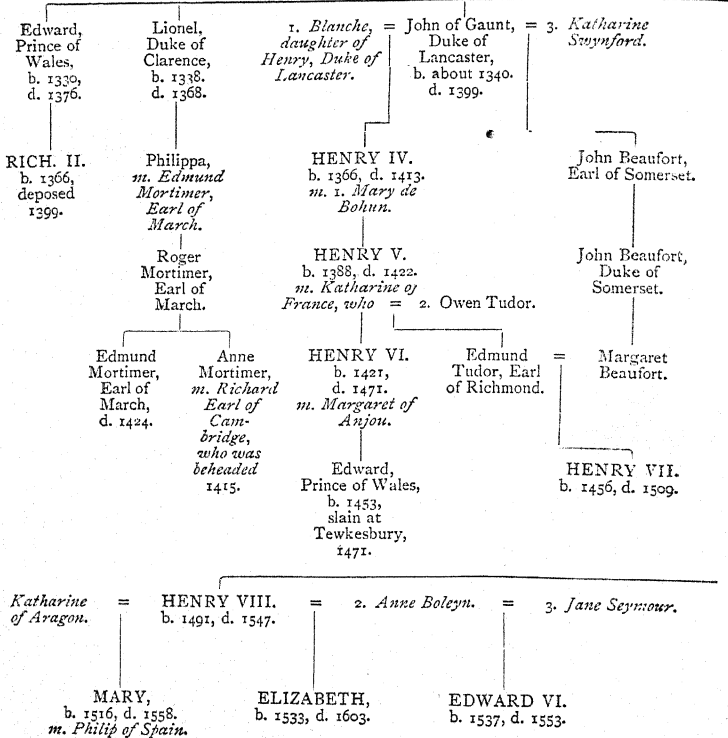 Edward,
Prince of
Wales,
b. 1330,
d. 1376.
Lionel,
Duke of
Clarence,
b. 1338.
d. 1368.
1. Blanche,
daughter of
Henry, Duke of
Lancaster.
=
John of Gaunt,
Duke of
Lancaster,
b. about 1340.
d. 1399.
=
3. Katharine
Swynford.
RICH. II.
b. 1366,
deposed
1399.
Philippa,
m. Edmund
Mortimer,
Earl of
March.
HENRY IV.
b. 1366, d. 1413.
m. 1. Mary de
Bohun.
John Beaufort,
Earl of Somerset.
Roger
Mortimer,
Earl of
March.
HENRY V.
b. 1388, d. 1422.
m. Katharine of
France, who = 2. Owen Tudor.
John Beaufort,
Duke of
Somerset.
Edmund
Mortimer,
Earl of
March,
d. 1424.
Anne
Mortimer,
m. Richard
Earl of
Cam-
bridge,
who was
beheaded
1415.
HENRY VI.
b. 1421,
d. 1471.
m. Margaret of
Anjou.
Edmund
Tudor, Earl
of Richmond.
=
Margaret
Beaufort.
Edward,
Prince of Wales,
b. 1453,
slain at
Tewkesbury,
1471.
HENRY VII.
b. 1456, d. 1509.
Katharine
of Aragon.
=
HENRY VIII.
b. 1491, d. 1547.
=
2. Anne Boleyn.
=
3. Jane Seymour.
MARY,
b. 1516, d. 1558.
m. Philip of Spain.
ELIZABETH,
b. 1533, d. 1603.
EDWARD VI.
b. 1537, d. 1553.